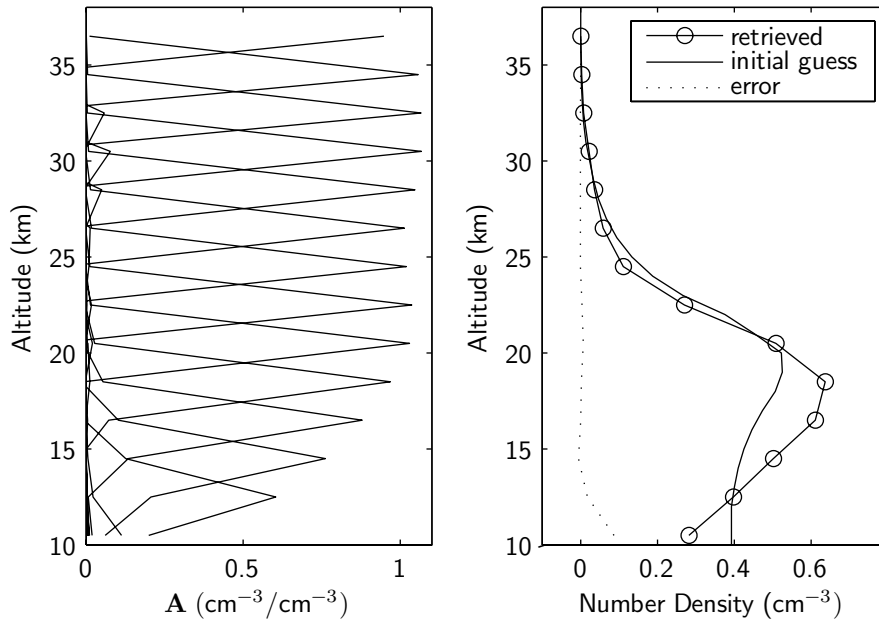 35
30
25
20
15
10
0
0.5
1
Altitude (km)
A (cm⁻³/cm⁻³)
35
30
25
20
15
10
0
0.2
0.4
0.6
Altitude (km)
Number Density (cm⁻³)
retrieved
initial guess
error